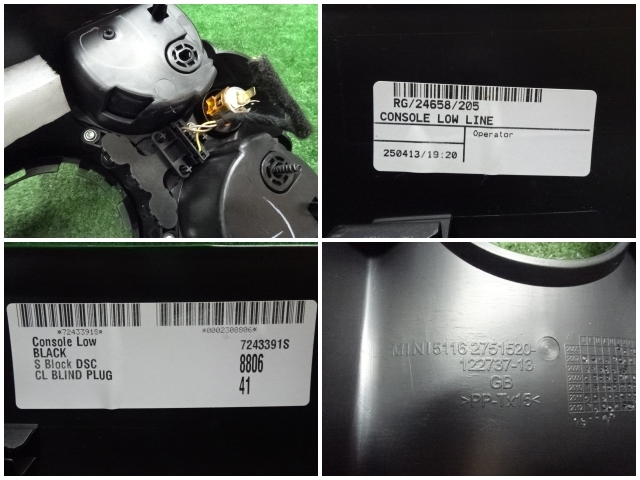 RG/24658/205
CONSOLE LOW LINE
Operator
250413/19:20
*7243391S*
*0002308806*
Console Low
7243391S
BLACK
S Block DSC
8806
CL BLIND PLUG
41
MINI 5116 2751520-
122737-13
GB
>PP-Tx15<